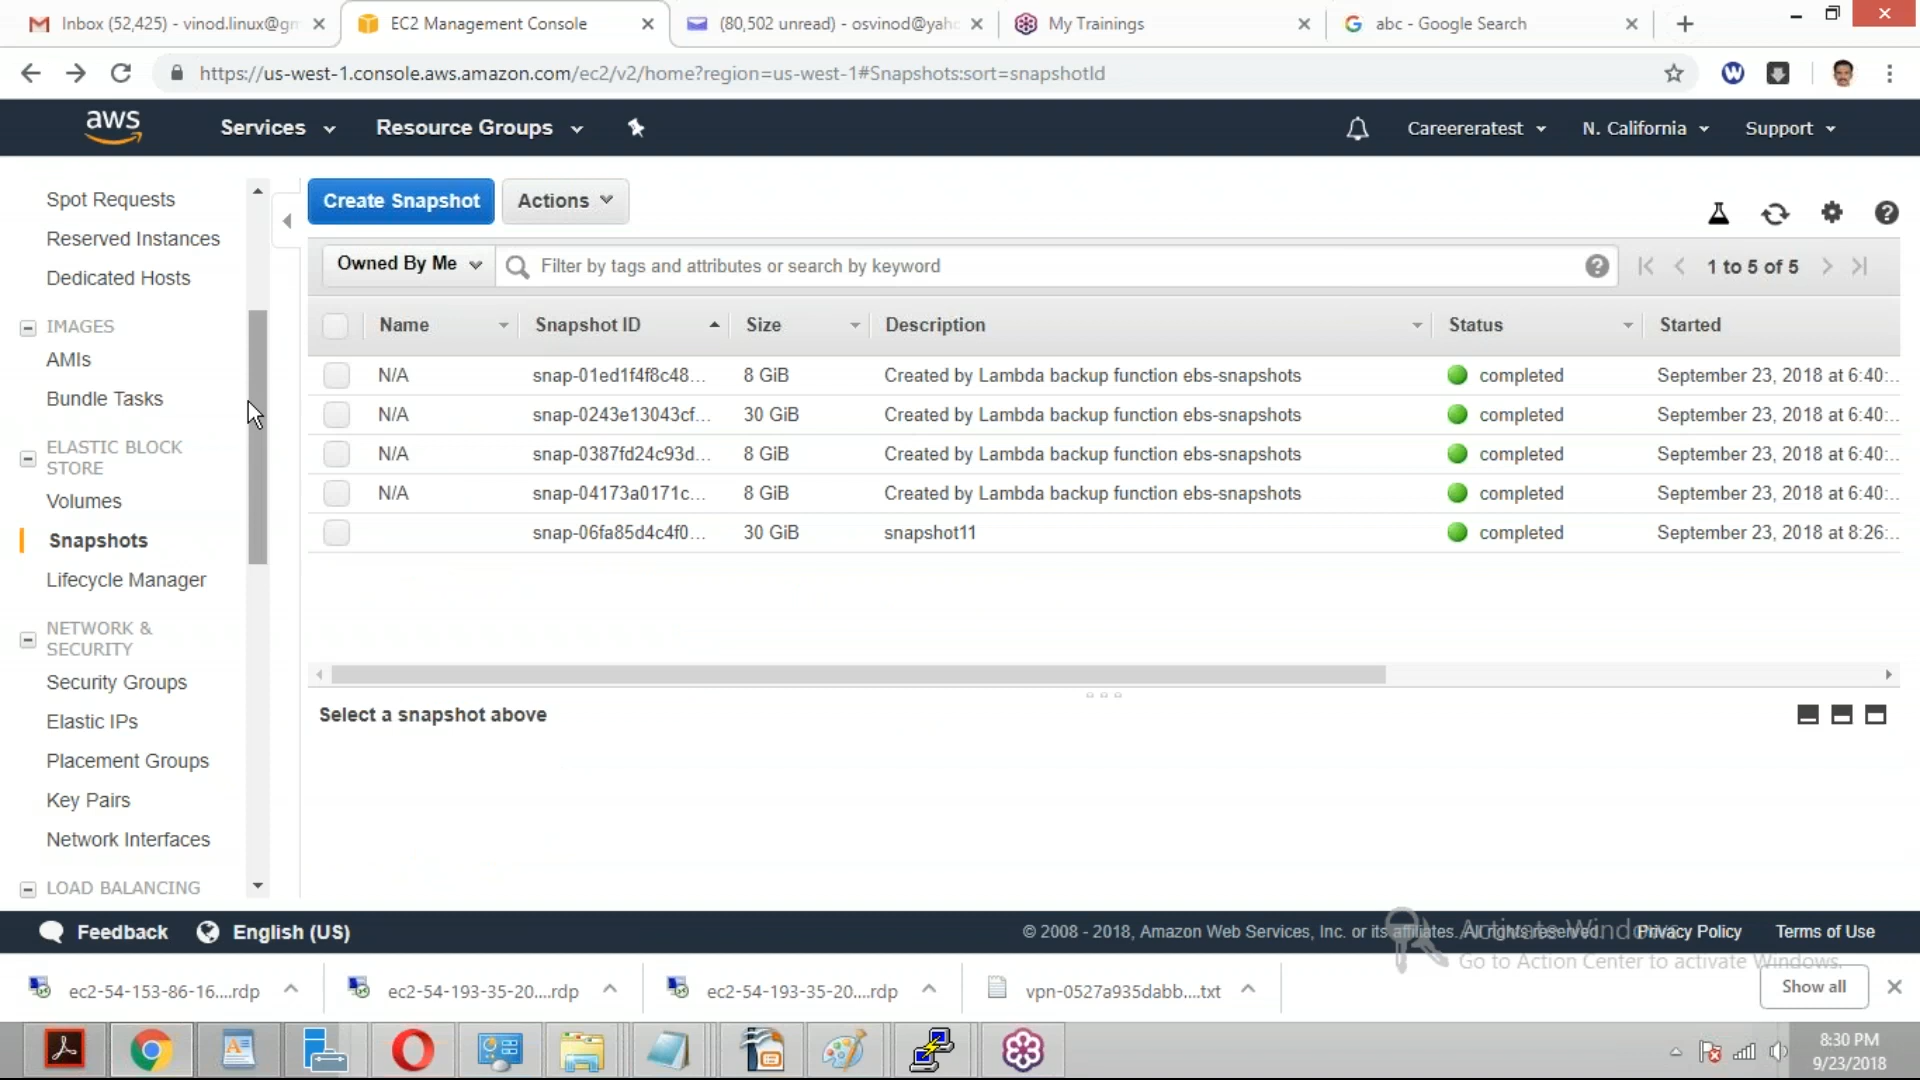 Inbox (52,425) - vinod.linux@gm
EC2 Management Console
(80,502 unread) - osvinod@yaho
My Trainings
abc - Google Search
https://us-west-1.console.aws.amazon.com/ec2/v2/home?region=us-west-1#Snapshots:sort=snapshotId
aws
Services
Resource Groups
Careereratest
N. California
Support
Spot Requests
Reserved Instances
Dedicated Hosts
IMAGES
AMIs
Bundle Tasks
ELASTIC BLOCK
STORE
Volumes
Snapshots
Lifecycle Manager
NETWORK &
SECURITY
Security Groups
Elastic IPs
Placement Groups
Key Pairs
Network Interfaces
LOAD BALANCING
Create Snapshot
Actions
Owned By Me
Filter by tags and attributes or search by keyword
1 to 5 of 5
Name
Snapshot ID
Size
Description
Status
Started
N/A snap-01ed1f4f8c48... 8 GiB Created by Lambda backup function ebs-snapshots completed September 23, 2018 at 6:40:...
N/A snap-0243e13043cf... 30 GiB Created by Lambda backup function ebs-snapshots completed September 23, 2018 at 6:40:...
N/A snap-0387fd24c93d... 8 GiB Created by Lambda backup function ebs-snapshots completed September 23, 2018 at 6:40:...
N/A snap-04173a0171c... 8 GiB Created by Lambda backup function ebs-snapshots completed September 23, 2018 at 6:40:...
snap-06fa85d4c4f0... 30 GiB snapshot11 completed September 23, 2018 at 8:26:...
Select a snapshot above
Feedback
English (US)
© 2008 - 2018, Amazon Web Services, Inc. or its affiliates. All rights reserved.
Privacy Policy
Terms of Use
Activate Windows
Go to Action Center to activate Windows.
ec2-54-153-86-16....rdp
ec2-54-193-35-20....rdp
ec2-54-193-35-20....rdp
vpn-0527a935dabb....txt
Show all
8:30 PM
9/23/2018